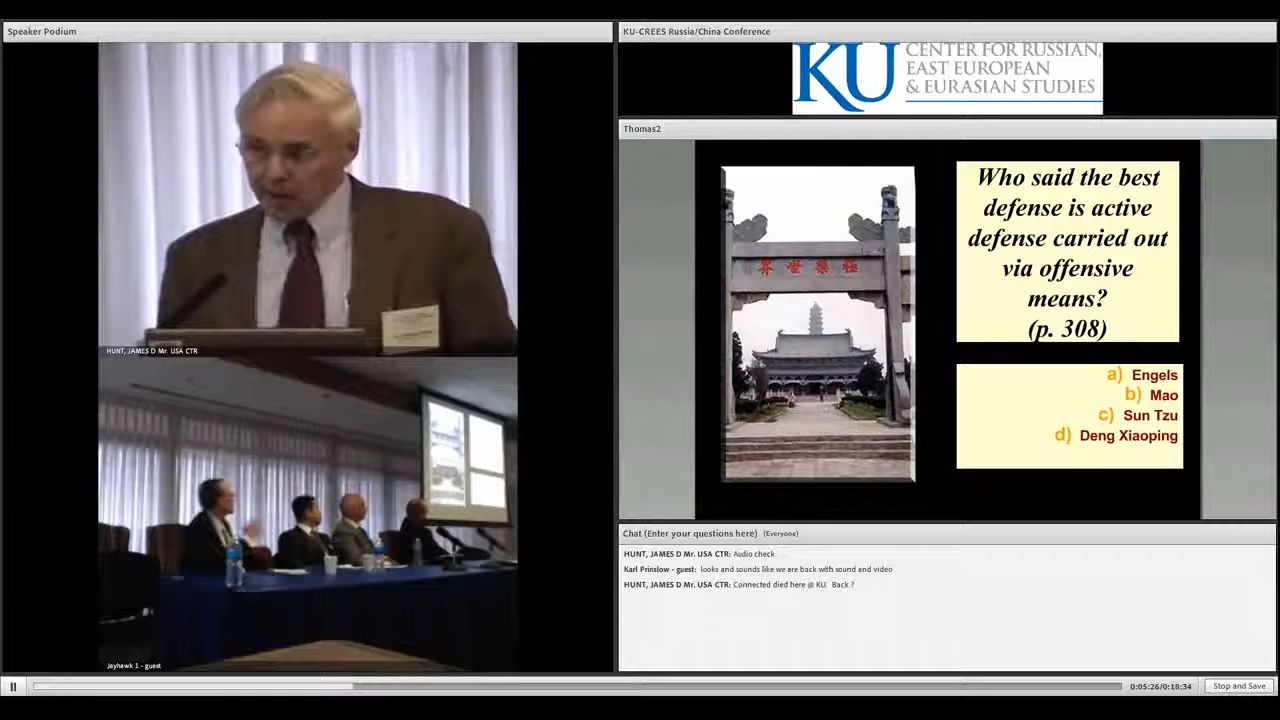 Speaker Podium
HUNT, JAMES D Mr. USA CTR
Jayhawk 1 - guest
KU-CREES Russia/China Conference
KU
CENTER FOR RUSSIAN,
EAST EUROPEAN
& EURASIAN STUDIES
Thomas2
Who said the best
defense is active
defense carried out
via offensive
means?
(p. 308)
a) Engels
b) Mao
c) Sun Tzu
d) Deng Xiaoping
Chat (Enter your questions here) (Everyone)
HUNT, JAMES D Mr. USA CTR: Audio check
Karl Prinslow - guest: looks and sounds like we are back with sound and video
HUNT, JAMES D Mr. USA CTR: Connected died here @ KU. Back ?
0:05:26/0:18:34
Stop and Save